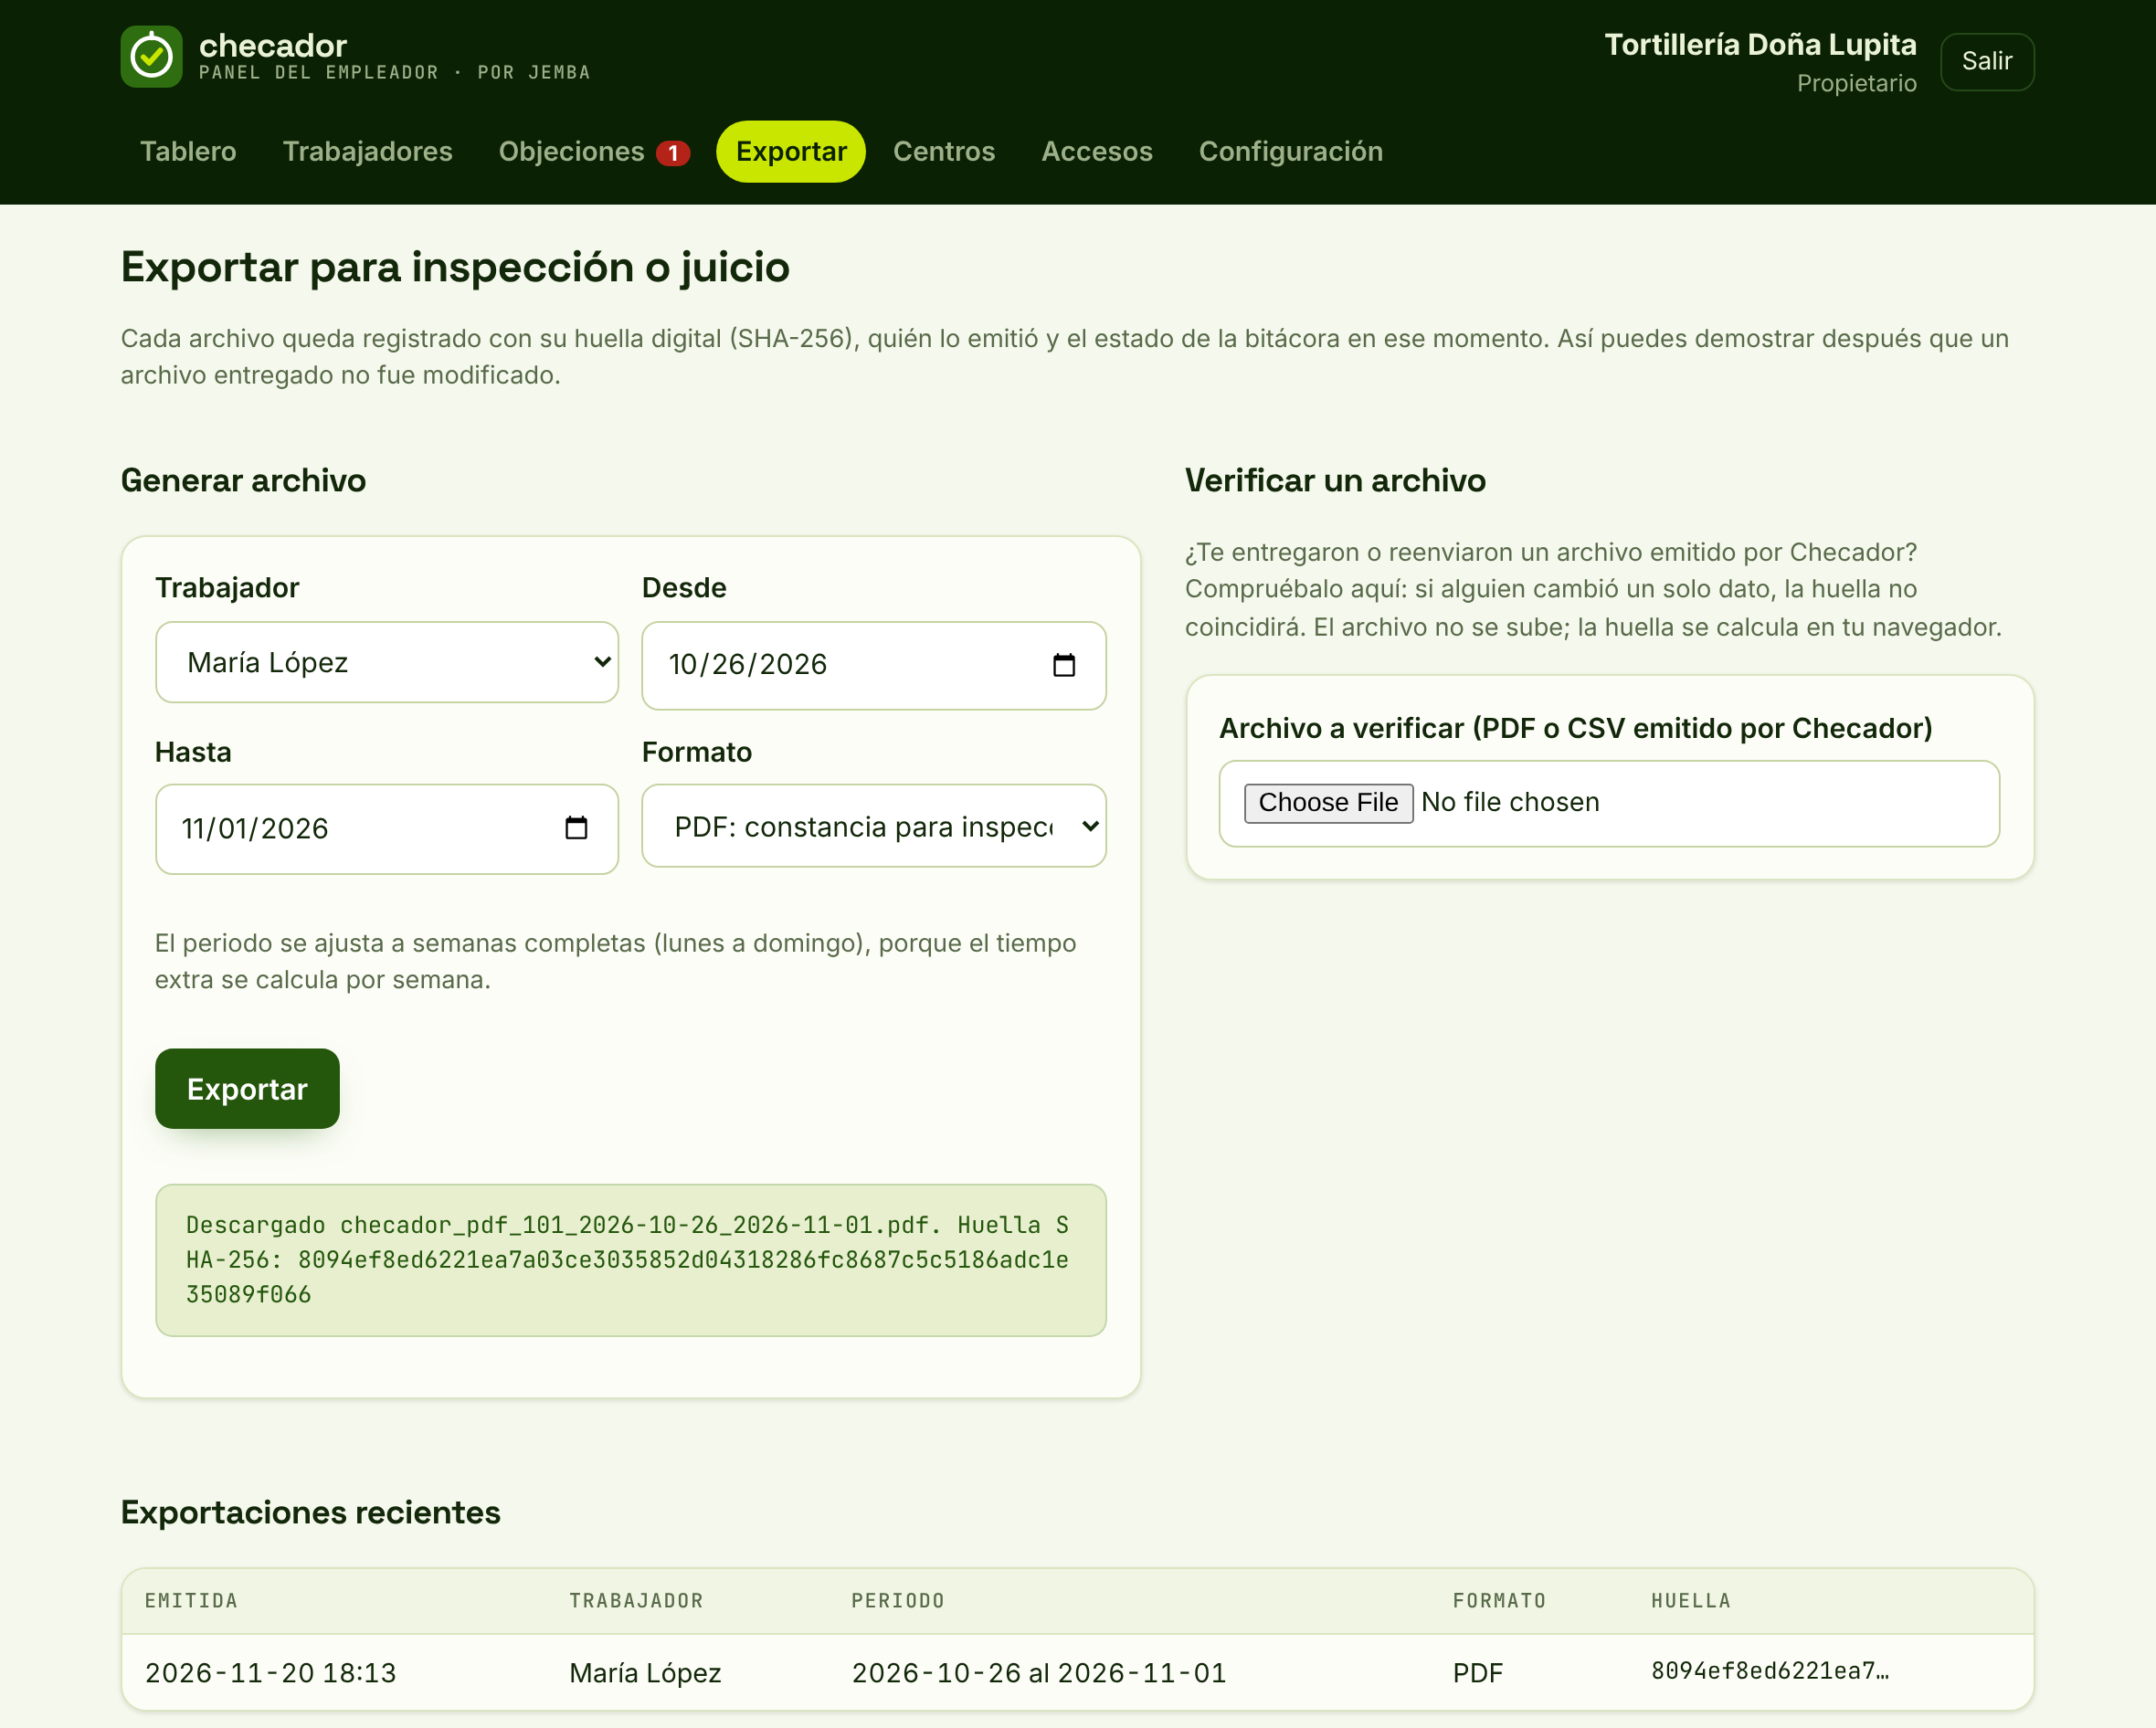 checador
PANEL DEL EMPLEADOR · POR JEMBA
Tortillería Doña Lupita
Propietario
Salir
Tablero
Trabajadores
Objeciones 1
Exportar
Centros
Accesos
Configuración
Exportar para inspección o juicio
Cada archivo queda registrado con su huella digital (SHA-256), quién lo emitió y el estado de la bitácora en ese momento. Así puedes demostrar después que un
archivo entregado no fue modificado.
Generar archivo
Trabajador
María López
Desde
10/26/2026
Hasta
11/01/2026
Formato
PDF: constancia para inspec
El periodo se ajusta a semanas completas (lunes a domingo), porque el tiempo
extra se calcula por semana.
Exportar
Descargado checador_pdf_101_2026-10-26_2026-11-01.pdf. Huella S
HA-256: 8094ef8ed6221ea7a03ce3035852d04318286fc8687c5c5186adc1e
35089f066
Verificar un archivo
¿Te entregaron o reenviaron un archivo emitido por Checador?
Compruébalo aquí: si alguien cambió un solo dato, la huella no
coincidirá. El archivo no se sube; la huella se calcula en tu navegador.
Archivo a verificar (PDF o CSV emitido por Checador)
Choose File No file chosen
Exportaciones recientes
EMITIDA TRABAJADOR PERIODO FORMATO HUELLA
2026-11-20 18:13 María López 2026-10-26 al 2026-11-01 PDF 8094ef8ed6221ea7…